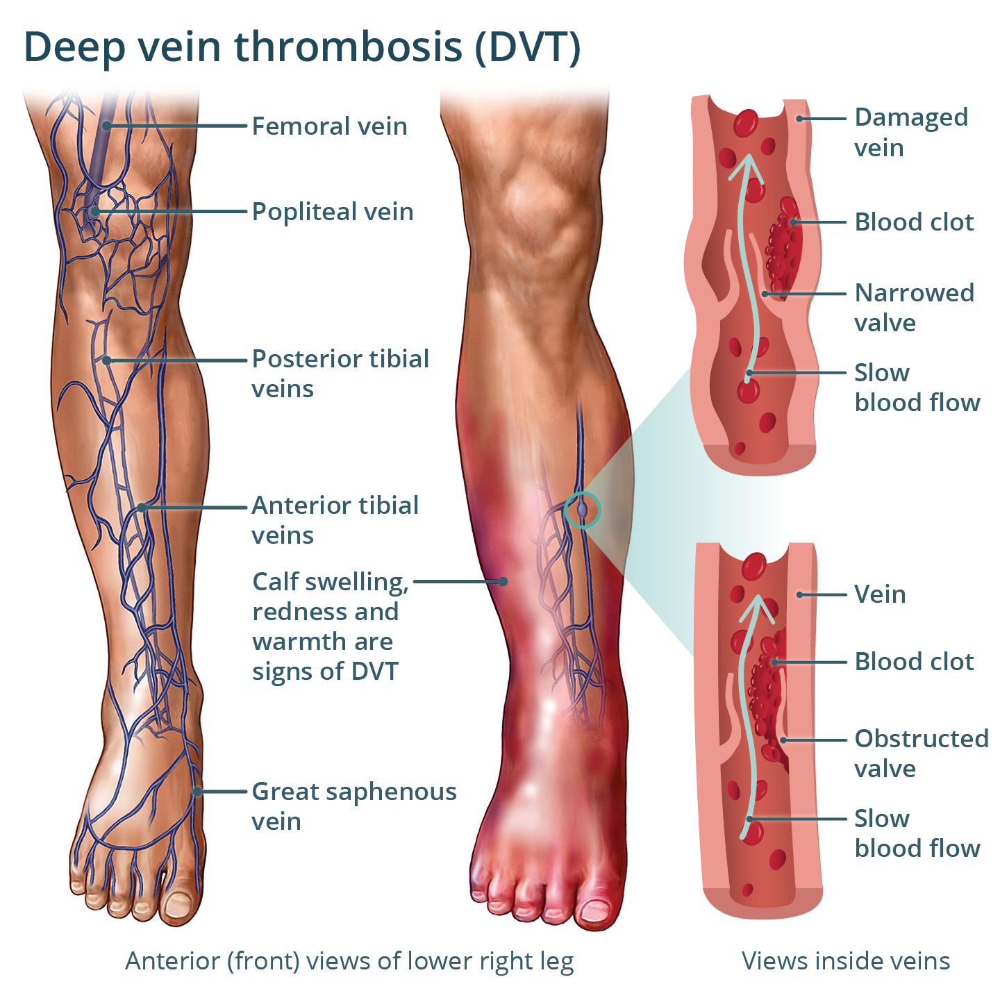 Deep vein thrombosis (DVT)
Femoral vein
Popliteal vein
Posterior tibial
veins
Anterior tibial
veins
Calf swelling,
redness and
warmth are
signs of DVT
Great saphenous
vein
Damaged
vein
Blood clot
Narrowed
valve
Slow
blood flow
Vein
Blood clot
Obstructed
valve
Slow
blood flow
Anterior (front) views of lower right leg
Views inside veins